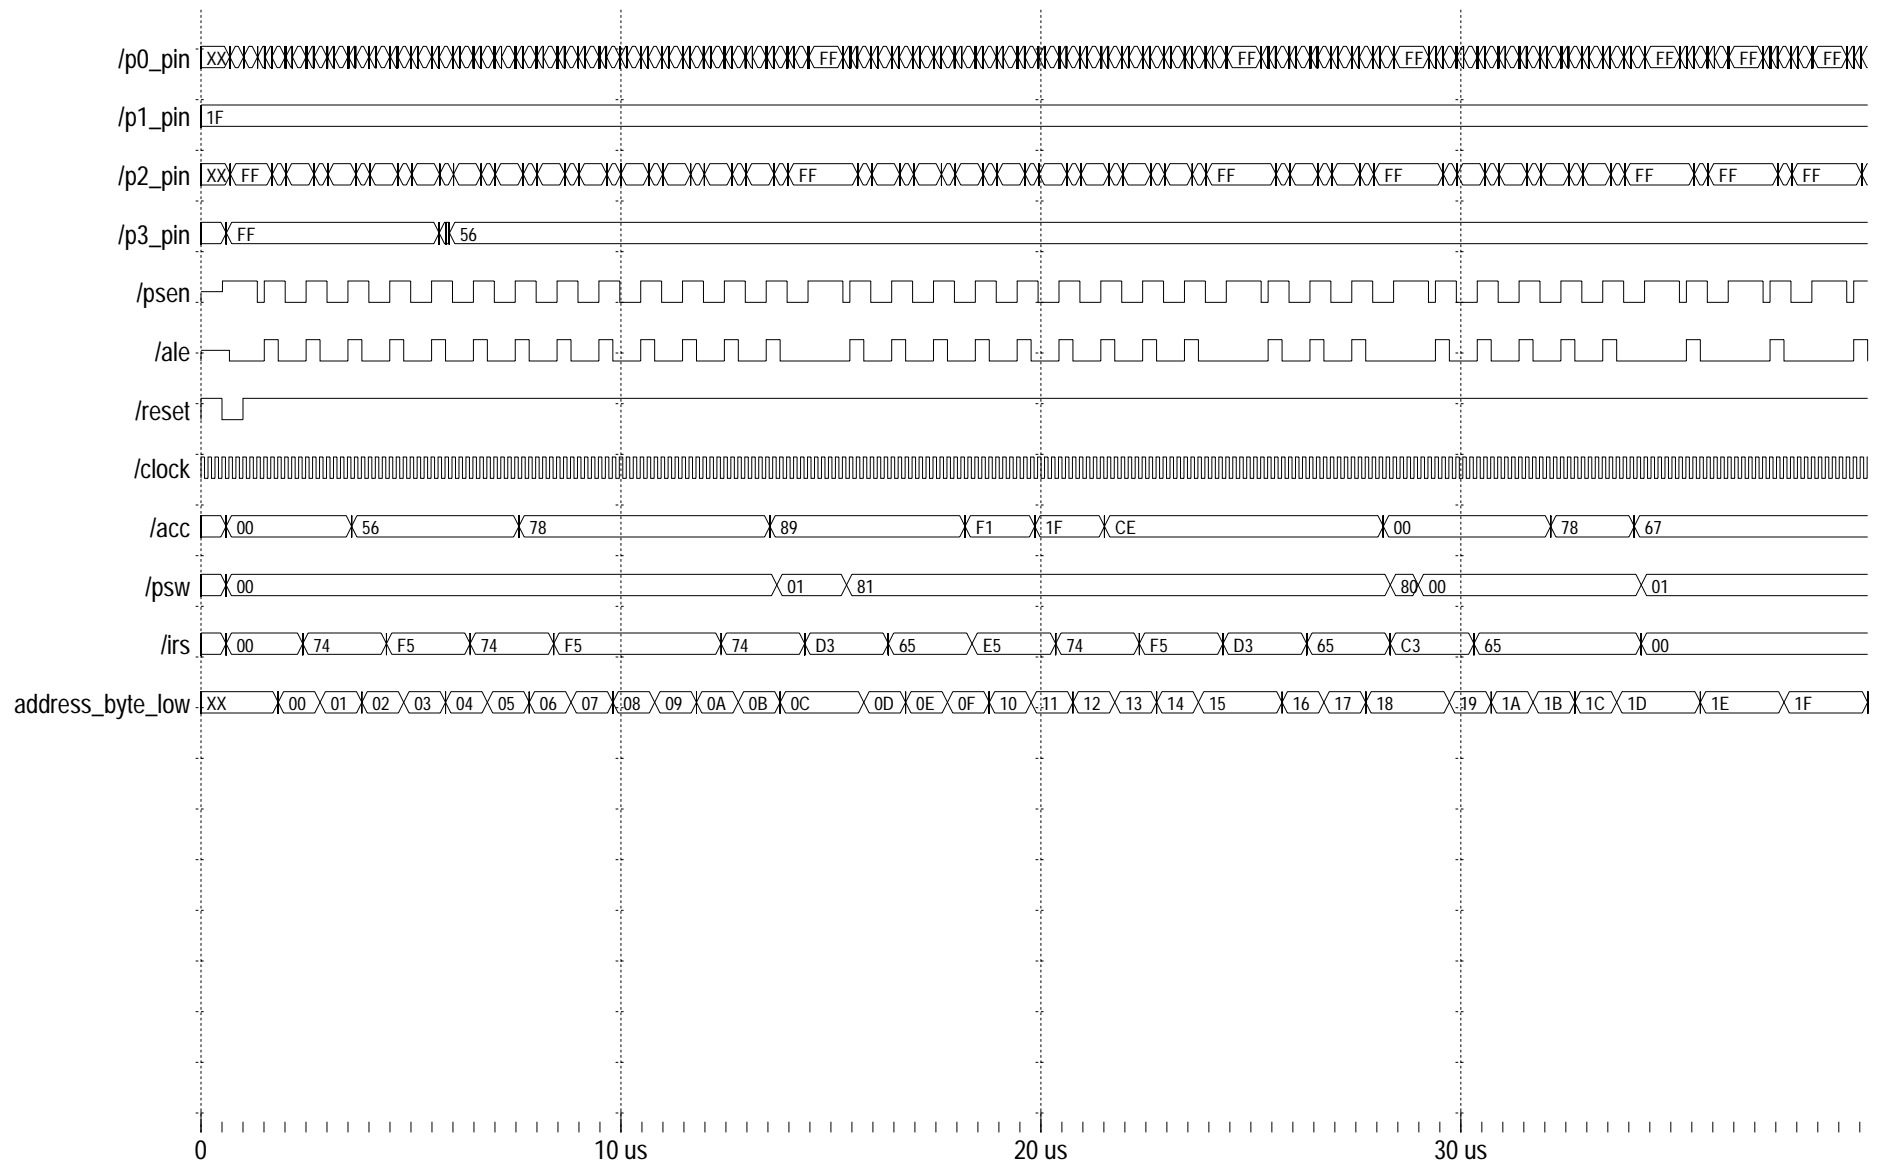 /p0_pin XX FF FF FF FF FF FF
/p1_pin 1F
/p2_pin XX FF FF FF FF FF FF FF
/p3_pin FF 56
/psen
/ale
/reset
/clock
/acc 00 56 78 89 F1 1F CE 00 78 67
/psw 00 01 81 80 00 01
/irs 00 74 F5 74 F5 74 D3 65 E5 74 F5 D3 65 C3 65 00
address_byte_low XX 00 01 02 03 04 05 06 07 08 09 0A 0B 0C 0D 0E 0F 10 11 12 13 14 15 16 17 18 19 1A 1B 1C 1D 1E 1F
0 10 us 20 us 30 us